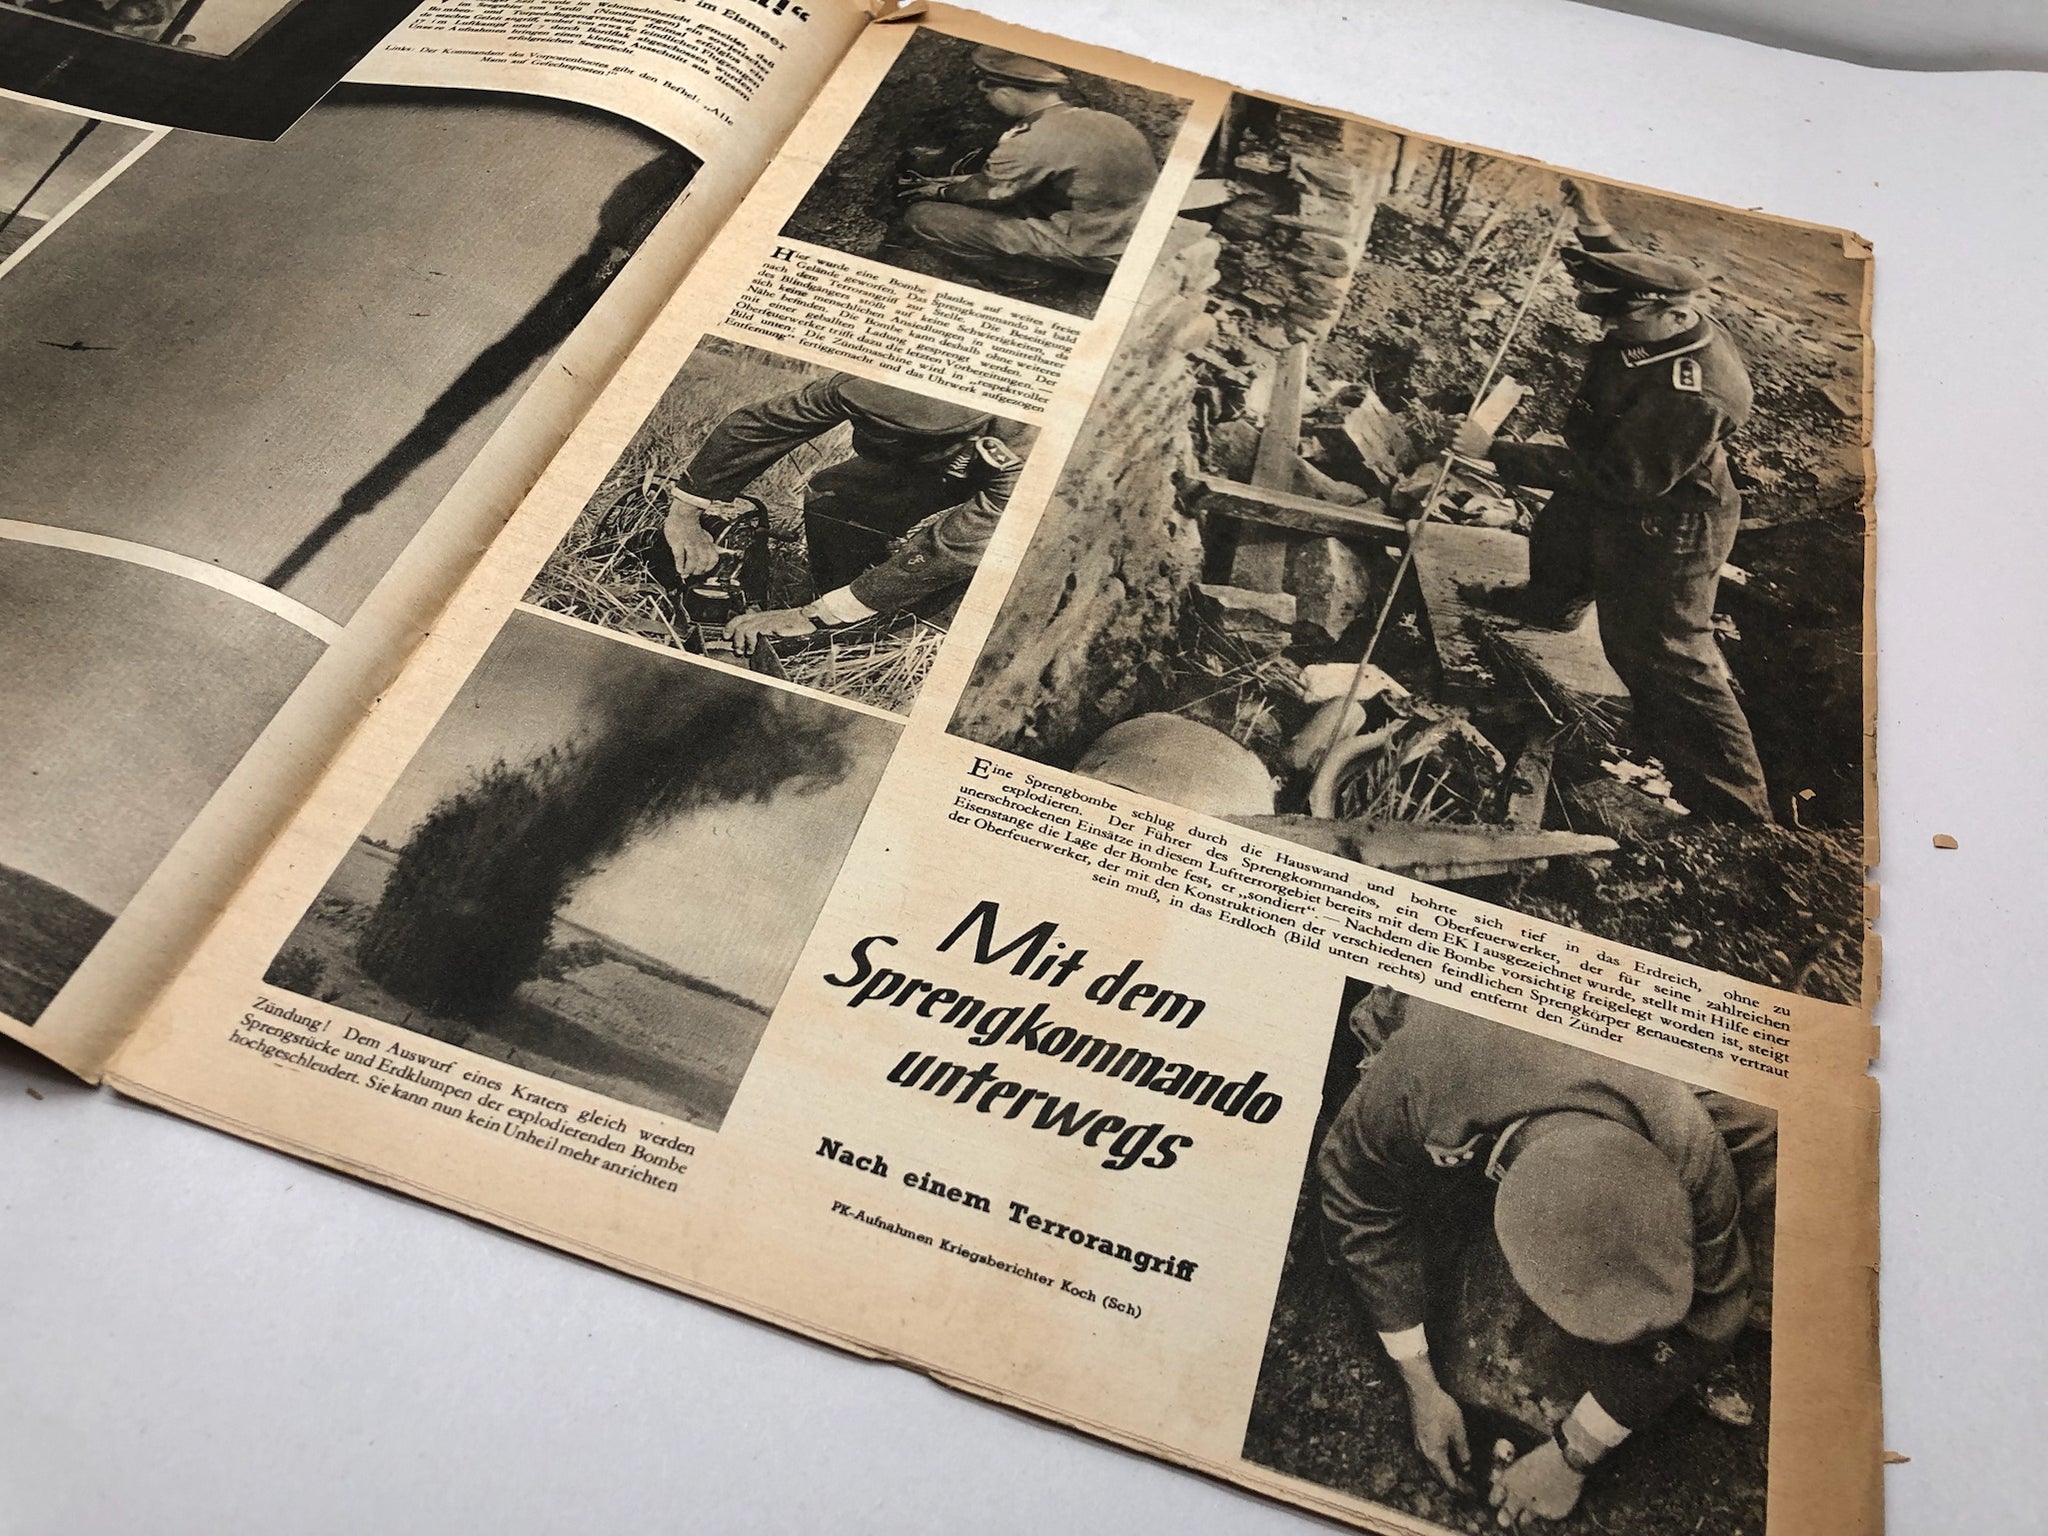 im Eismeer
wurde im Wehrmachtbericht gemeldet, daß
Links: Der Kommandant des Vorpostenbootes gibt den Befhel: „Alle
Mann auf Gefechtsposten!"
Hier wurde eine Bombe planlos auf weites freies
Gelände geworfen. Das Sprengkommando ist bald
nach dem Terrorangriff zur Stelle. Die Beseitigung
des Blindgängers stößt auf keine Schwierigkeiten, da
sich keine menschlichen Ansiedlungen in unmittelbarer
Nähe befinden. Die Bombe kann deshalb ohne weiteres
mit einer geballten Ladung gesprengt werden. Der
Oberfeuerwerker trifft dazu die letzten Vorbereitungen. —
Bild unten: Die Zündmaschine wird in „respektvoller
Entfernung" fertiggemacht und das Uhrwerk aufgezogen
Zündung! Dem Auswurf eines Kraters gleich werden
Sprengstücke und Erdklumpen der explodierenden Bombe
hochgeschleudert. Sie kann nun kein Unheil mehr anrichten
Eine Sprengbombe schlug durch die Hauswand und bohrte sich tief in das Erdreich, ohne zu
explodieren. Der Führer des Sprengkommandos, ein Oberfeuerwerker, der für seine zahlreichen
unerschrockenen Einsätze in diesem Luftterrorgebiet bereits mit dem EK I ausgezeichnet wurde, stellt mit Hilfe einer
Eisenstange die Lage der Bombe fest, er „sondiert". — Nachdem die Bombe vorsichtig freigelegt worden ist, steigt
der Oberfeuerwerker, der mit den Konstruktionen der verschiedenen feindlichen Sprengkörper genauestens vertraut
sein muß, in das Erdloch (Bild unten rechts) und entfernt den Zünder
Mit dem
Sprengkommando
unterwegs
Nach einem Terrorangriff
PK-Aufnahmen Kriegsberichter Koch (Sch)